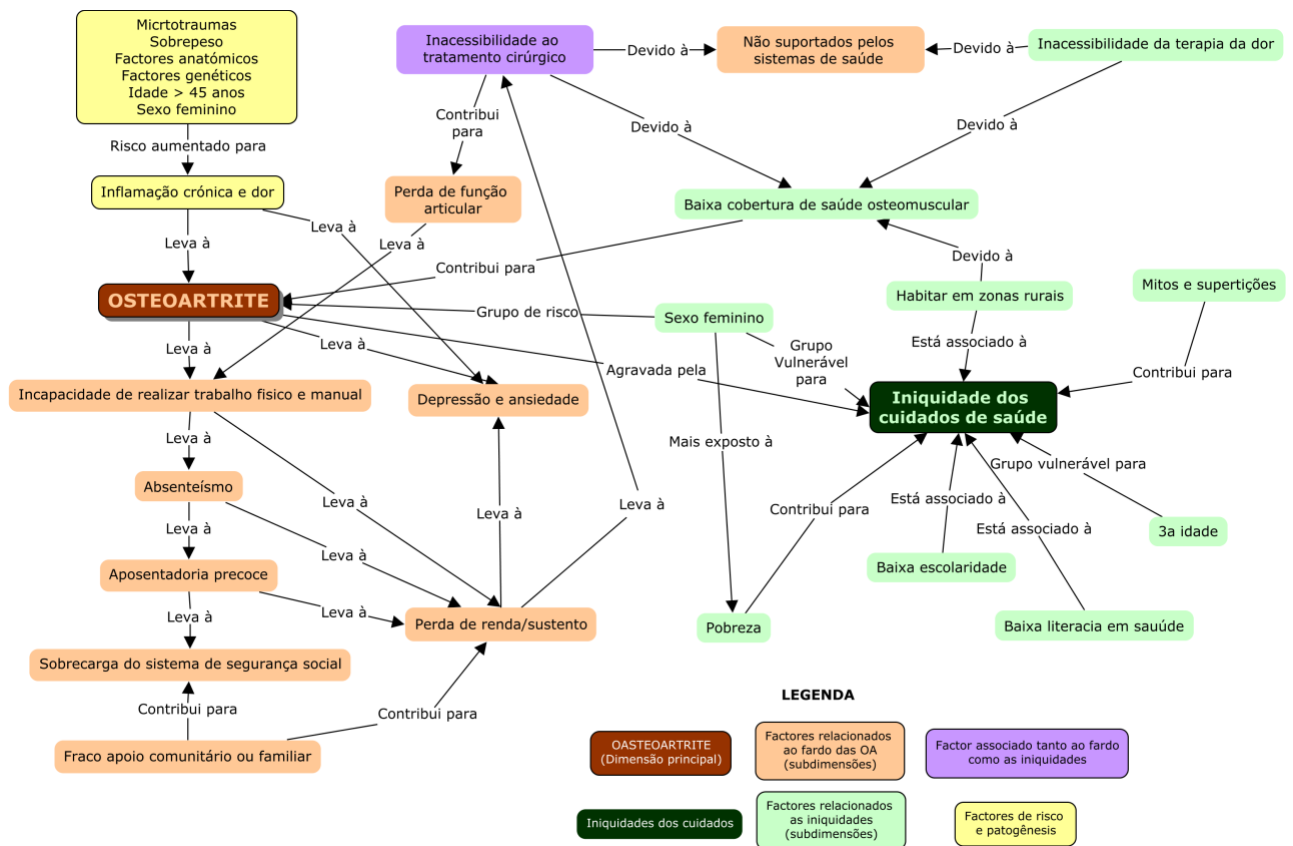 Micrtotraumas
Sobrepeso
Factores anatómicos
Factores genéticos
Idade > 45 anos
Sexo feminino
Risco aumentado para
Inflamação crónica e dor
Leva à
Leva à
OSTEOARTRITE
Leva à
Leva à
Incapacidade de realizar trabalho fisico e manual
Depressão e ansiedade
Leva à
Absenteísmo
Leva à
Leva à
Leva à
Leva à
Aposentadoria precoce
Leva à
Leva à
Perda de renda/sustento
Leva à
Sobrecarga do sistema de segurança social
Contribui para
Contribui para
Fraco apoio comunitário ou familiar
Inacessibilidade ao
tratamento cirúrgico
Devido à
Não suportados pelos
sistemas de saúde
Devido à
Inacessibilidade da terapia da dor
Contribui
para
Devido à
Devido à
Perda de função
articular
Leva à
Baixa cobertura de saúde osteomuscular
Contribui para
Devido à
Habitar em zonas rurais
Mitos e supertições
Grupo de risco
Sexo feminino
Grupo
Vulnerável
para
Está associado à
Agravada pela
Contribui para
Iniquidade dos
cuidados de saúde
Mais exposto à
Grupo vulnerável para
Contribui para
Está associado à
Está associado à
3a idade
Baixa escolaridade
Pobreza
Baixa literacia em sauúde
LEGENDA
OASTEOARTRITE
(Dimensão principal)
Factores relacionados
ao fardo das OA
(subdimensões)
Factor associado tanto ao fardo
como as iniquidades
Iniquidades dos cuidados
Factores relacionados
as iniquidades
(subdimensões)
Factores de risco
e patogênesis